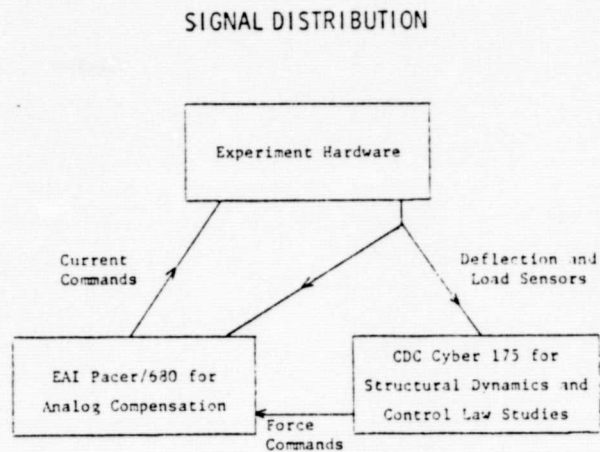 SIGNAL DISTRIBUTION
Experiment Hardware
Current
Commands
Deflection and
Load Sensors
EAI Pacer/680 for
Analog Compensation
CDC Cyber 175 for
Structural Dynamics and
Control Law Studies
Force
Commands